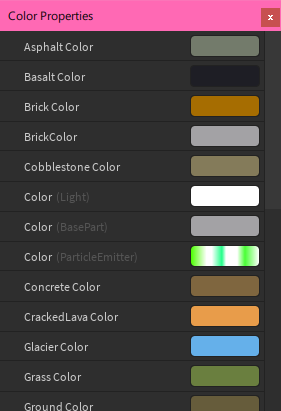 Color Properties
x
Asphalt Color
Basalt Color
Brick Color
BrickColor
Cobblestone Color
Color (Light)
Color (BasePart)
Color (ParticleEmitter)
Concrete Color
CrackedLava Color
Glacier Color
Grass Color
Ground Color